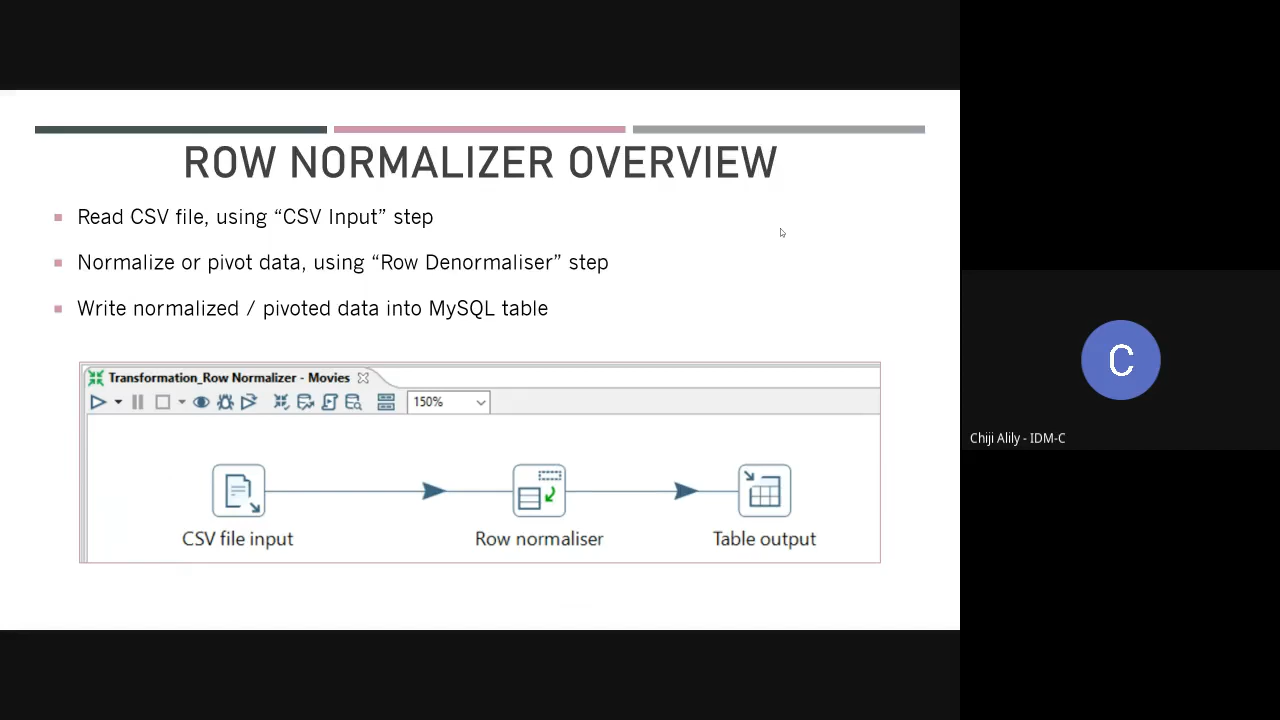 ROW NORMALIZER OVERVIEW
Read CSV file, using “CSV Input” step
Normalize or pivot data, using “Row Denormaliser” step
Write normalized / pivoted data into MySQL table
Transformation_Row Normalizer - Movies
150%
CSV file input
Row normaliser
Table output
C
Chiji Alily - IDM-C